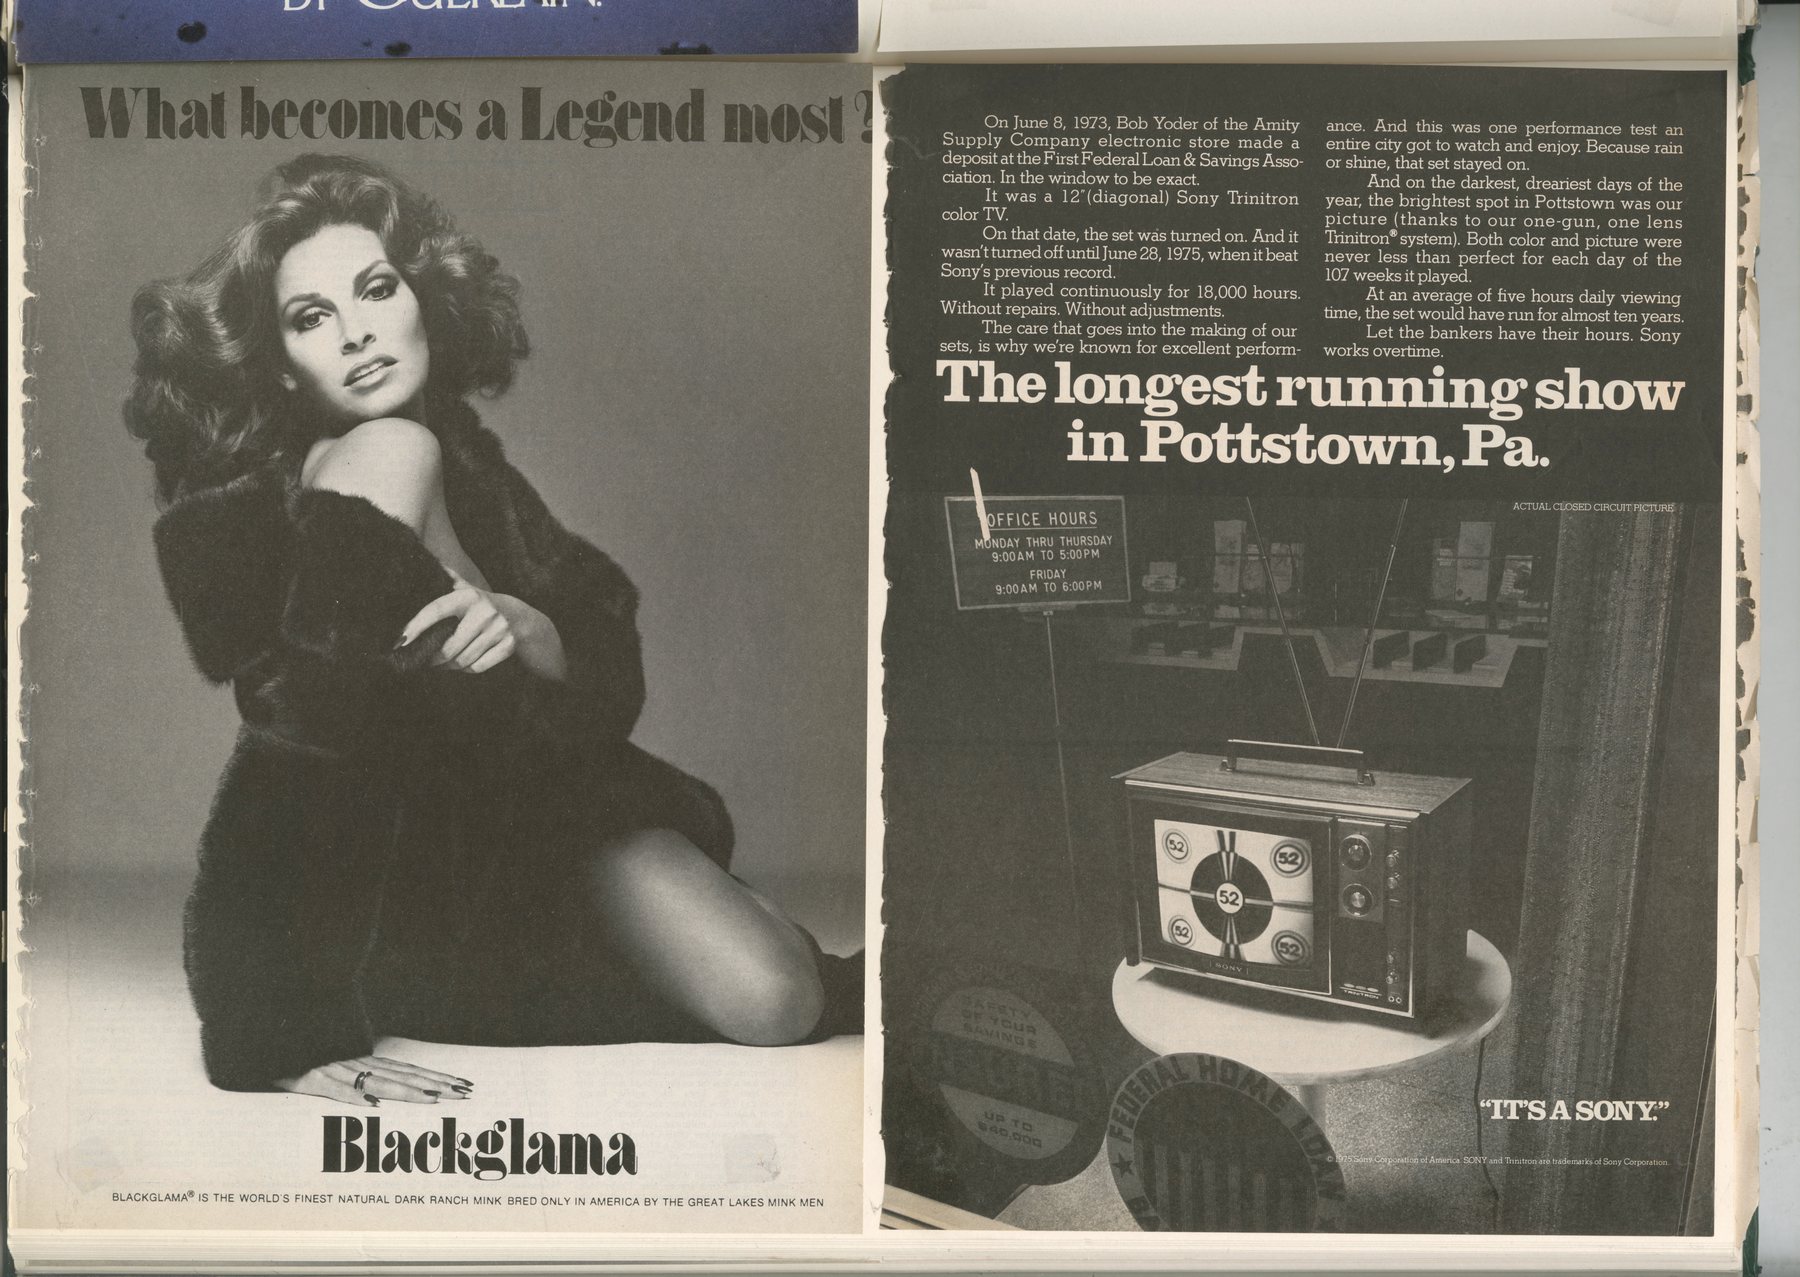 BY GUERLAIN.
What becomes a Legend most?
Blackglama
BLACKGLAMA® IS THE WORLD'S FINEST NATURAL DARK RANCH MINK BRED ONLY IN AMERICA BY THE GREAT LAKES MINK MEN
On June 8, 1973, Bob Yoder of the Amity
Supply Company electronic store made a
deposit at the First Federal Loan & Savings Asso-
ciation. In the window to be exact.
It was a 12″(diagonal) Sony Trinitron
color TV.
On that date, the set was turned on. And it
wasn't turned off until June 28, 1975, when it beat
Sony's previous record.
It played continuously for 18,000 hours.
Without repairs. Without adjustments.
The care that goes into the making of our
sets, is why we're known for excellent perform-
ance. And this was one performance test an
entire city got to watch and enjoy. Because rain
or shine, that set stayed on.
And on the darkest, dreariest days of the
year, the brightest spot in Pottstown was our
picture (thanks to our one-gun, one lens
Trinitron® system). Both color and picture were
never less than perfect for each day of the
107 weeks it played.
At an average of five hours daily viewing
time, the set would have run for almost ten years.
Let the bankers have their hours. Sony
works overtime.
The longest running show
in Pottstown, Pa.
ACTUAL CLOSED CIRCUIT PICTURE
OFFICE HOURS
MONDAY THRU THURSDAY
9:00AM TO 5:00PM
FRIDAY
9:00AM TO 6:00PM
52
52
52
52
52
SONY
TRINITRON
SAFETY
OF YOUR
SAVINGS
UP TO
$40,000
FEDERAL HOME LOAN
BA
"IT'S A SONY."
© 1975 Sony Corporation of America. SONY and Trinitron are trademarks of Sony Corporation.